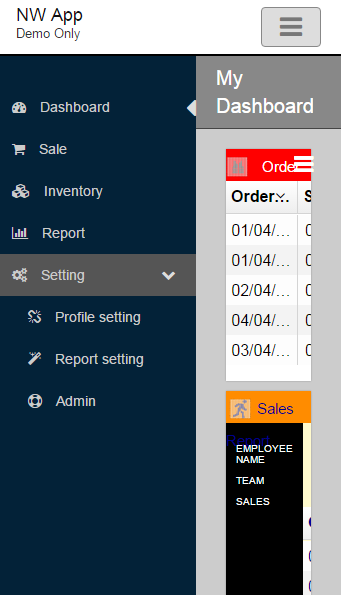 NW App
Demo Only
Dashboard
Sale
Inventory
Report
Setting
Profile setting
Report setting
Admin
My
Dashboard
Order
Order... S
01/04/... 0
01/04/... 0
02/04/... 0
04/04/... 0
03/04/... 0
Sales
Report
EMPLOYEE
NAME
TEAM
SALES